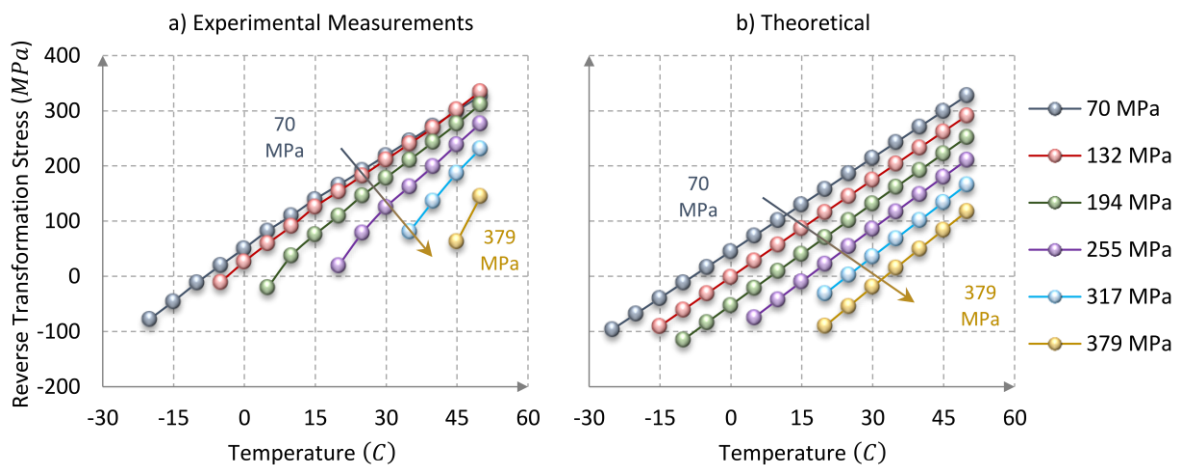 a) Experimental Measurements
b) Theoretical
Reverse Transformation Stress (MPa)
400
300
200
100
0
-100
-200
70
MPa
379
MPa
-30 -15 0 15 30 45 60
Temperature (C)
70
MPa
379
MPa
-30 -15 0 15 30 45 60
Temperature (C)
70 MPa
132 MPa
194 MPa
255 MPa
317 MPa
379 MPa